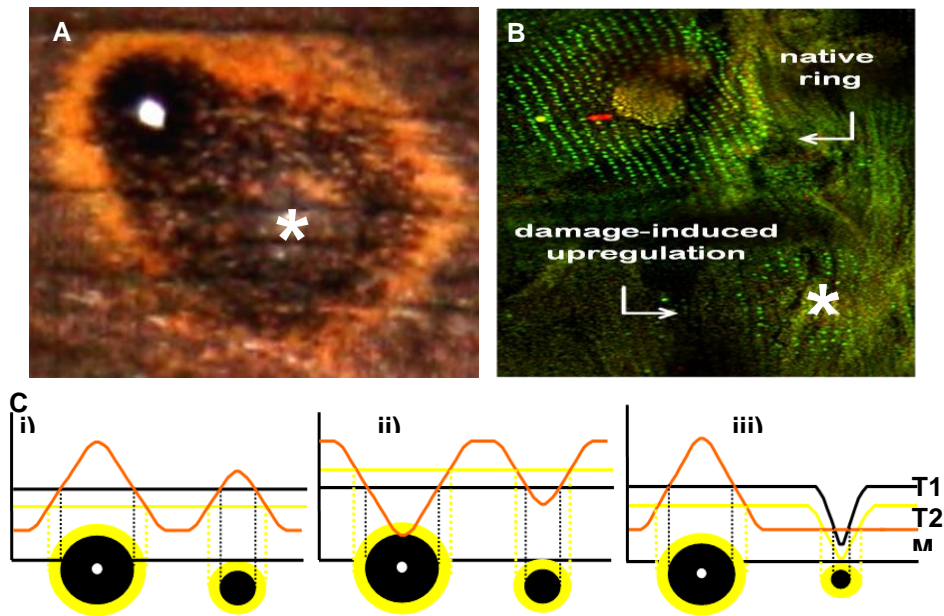 A
B
native
ring
damage-induced
upregulation
*
*
C
i)
ii)
iii)
T1
T2
M